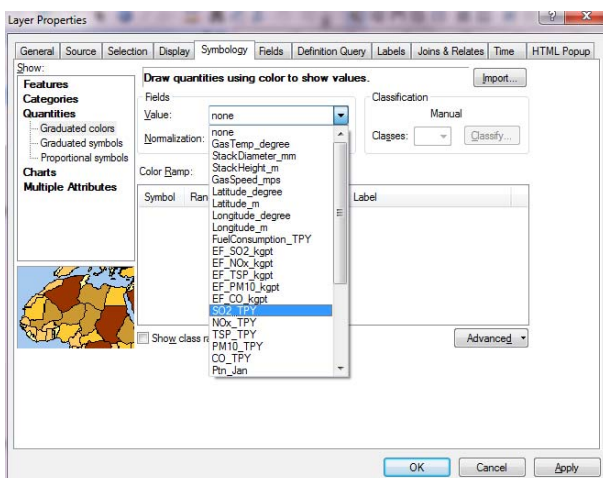 Layer Properties
General Source Selection Display Symbology Fields Definition Query Labels Joins & Relates Time HTML Popup
Show:
Features
Categories
Quantities
Graduated colors
Graduated symbols
Proportional symbols
Charts
Multiple Attributes
Draw quantities using color to show values.
Import...
Fields
Value: none
Normalization:
Classification
Manual
Classes:
Classify...
Color Ramp:
Symbol Ran Label
none
GasTemp_degree
StackDiameter_mm
StackHeight_m
GasSpeed_mps
Latitude_degree
Latitude_m
Longitude_degree
Longitude_m
FuelConsumption_TPY
EF_SO2_kgpt
EF_NOx_kgpt
EF_TSP_kgpt
EF_PM10_kgpt
EF_CO_kgpt
SO2_TPY
NOx_TPY
TSP_TPY
PM10_TPY
CO_TPY
Ptn_Jan
Show class ra
Advanced
OK Cancel Apply